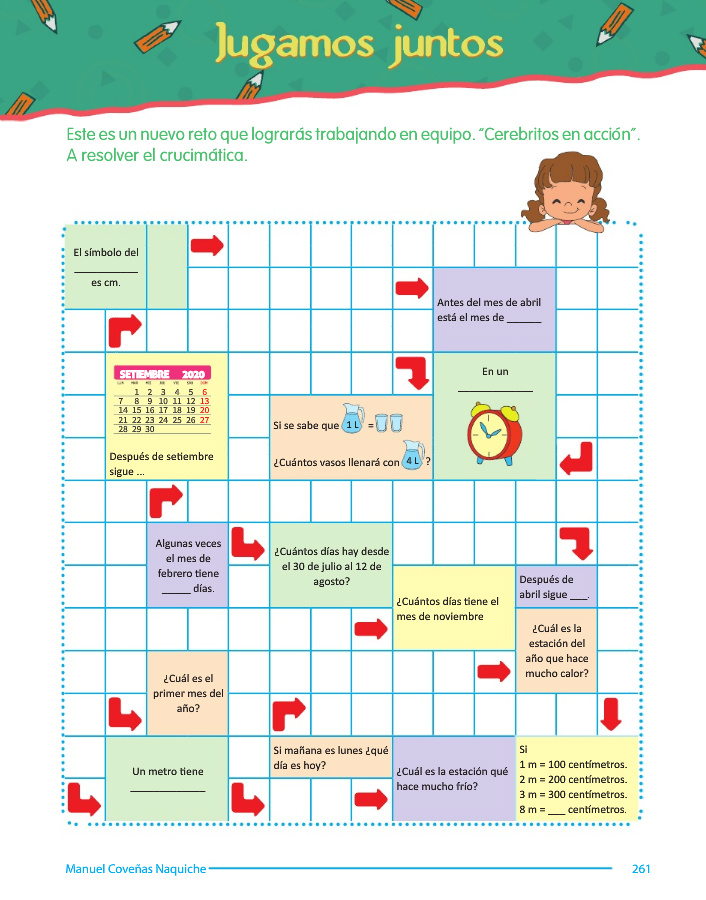 Jugamos juntos
Este es un nuevo reto que lograrás trabajando en equipo. “Cerebritos en acción”.
A resolver el crucimática.
El símbolo del
___________
es cm.
Antes del mes de abril
está el mes de ______
SETIEMBRE 2020
LUN MAR MIÉ JUE VIE SÁB DOM
1 2 3 4 5 6
7 8 9 10 11 12 13
14 15 16 17 18 19 20
21 22 23 24 25 26 27
28 29 30
Después de setiembre
sigue ...
En un
_____________
Si se sabe que 1 L =
¿Cuántos vasos llenará con 4 L ?
Algunas veces
el mes de
febrero tiene
_____ días.
¿Cuántos días hay desde
el 30 de julio al 12 de
agosto?
¿Cuántos días tiene el
mes de noviembre
Después de
abril sigue ___.
¿Cuál es la
estación del
año que hace
mucho calor?
¿Cuál es el
primer mes del
año?
Un metro tiene
_____________
Si mañana es lunes ¿qué
día es hoy?
¿Cuál es la estación qué
hace mucho frío?
Si
1 m = 100 centímetros.
2 m = 200 centímetros.
3 m = 300 centímetros.
8 m = ___ centímetros.
Manuel Coveñas Naquiche
261